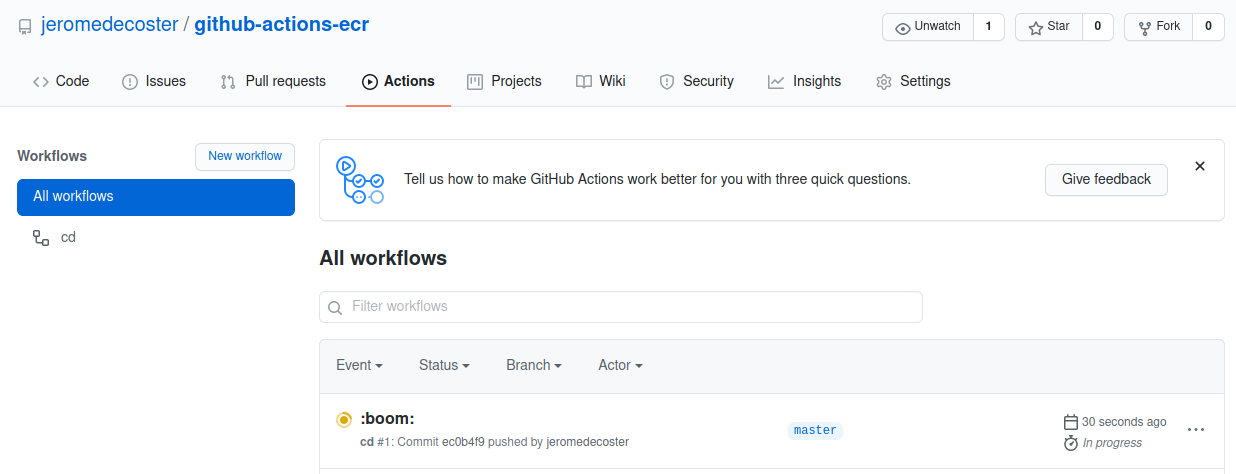 jeromedecoster / github-actions-ecr
Unwatch 1 Star 0 Fork 0
Code Issues Pull requests Actions Projects Wiki Security Insights Settings
Workflows New workflow
All workflows
cd
Tell us how to make GitHub Actions work better for you with three quick questions. Give feedback
All workflows
Filter workflows
Event Status Branch Actor
:boom:
cd #1: Commit ec0b4f9 pushed by jeromedecoster
master
30 seconds ago
In progress